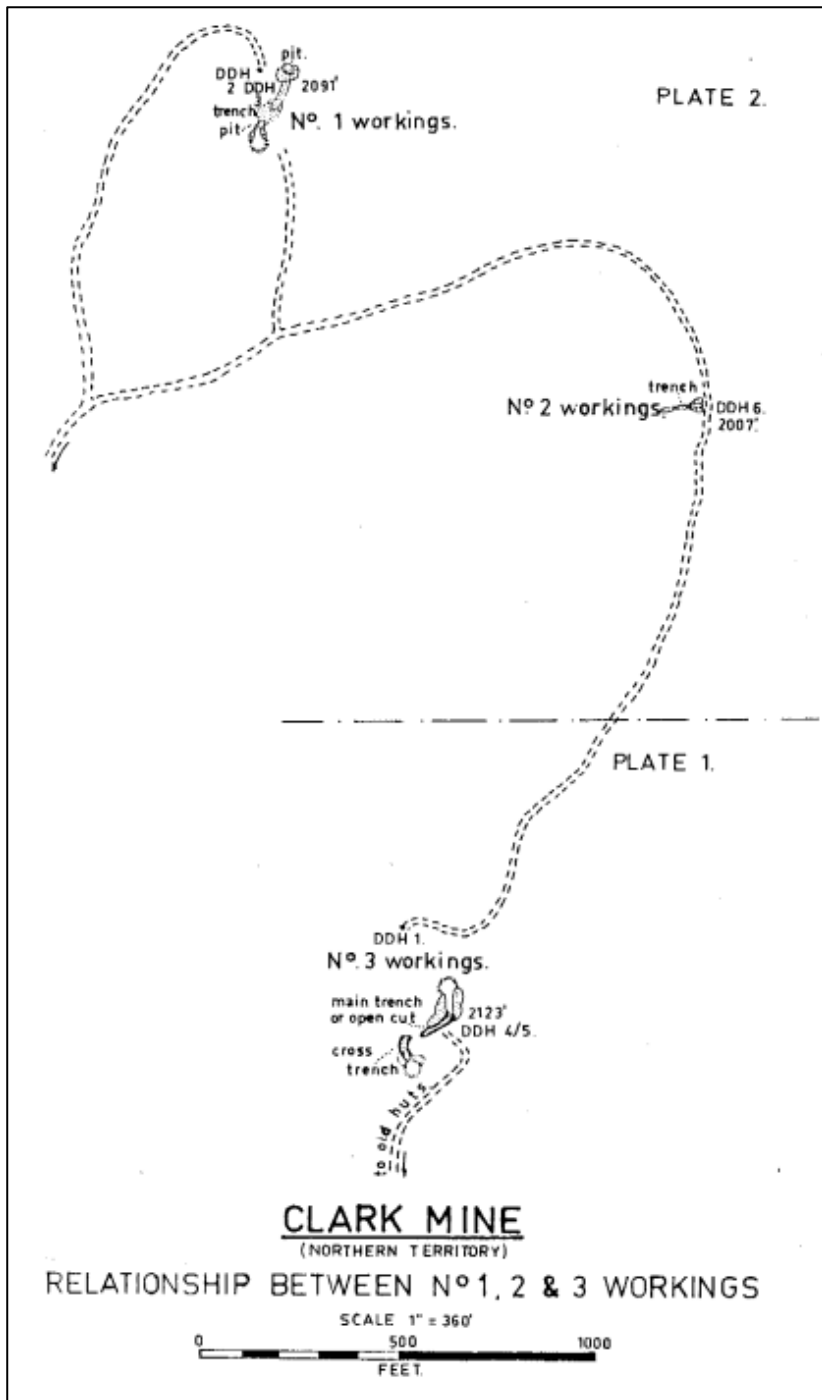 pit.
DDH
2 DDH 2091'
3
trench
pit
Nº. 1 workings.
PLATE 2.
trench
Nº 2 workings.
DDH 6.
2007'.
PLATE 1.
DDH 1.
Nº. 3 workings.
main trench
or open cut
2123'
DDH 4/5.
cross
trench
to old huts
CLARK MINE
(NORTHERN TERRITORY)
RELATIONSHIP BETWEEN Nº 1, 2 & 3 WORKINGS
SCALE 1" = 360'
0 500 1000
FEET.